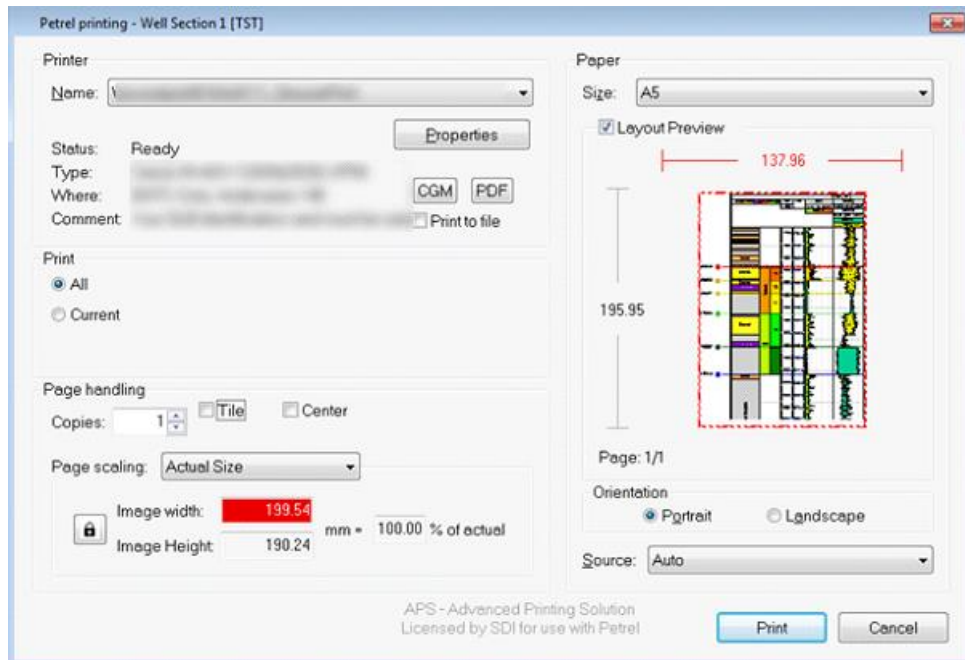 Petrel printing - Well Section 1 [TST]
Printer
Name:
Properties
Status: Ready
Type:
Where:
CGM PDF
Comment:
Print to file
Print
All
Current
Page handling
Copies: 1 Tile Center
Page scaling: Actual Size
Image width: 199.54
mm = 100.00 % of actual
Image Height: 190.24
Paper
Size: A5
Layout Preview
137.96
195.95
Page: 1/1
Orientation
Portrait Landscape
Source: Auto
APS - Advanced Printing Solution
Licensed by SDI for use with Petrel
Print Cancel